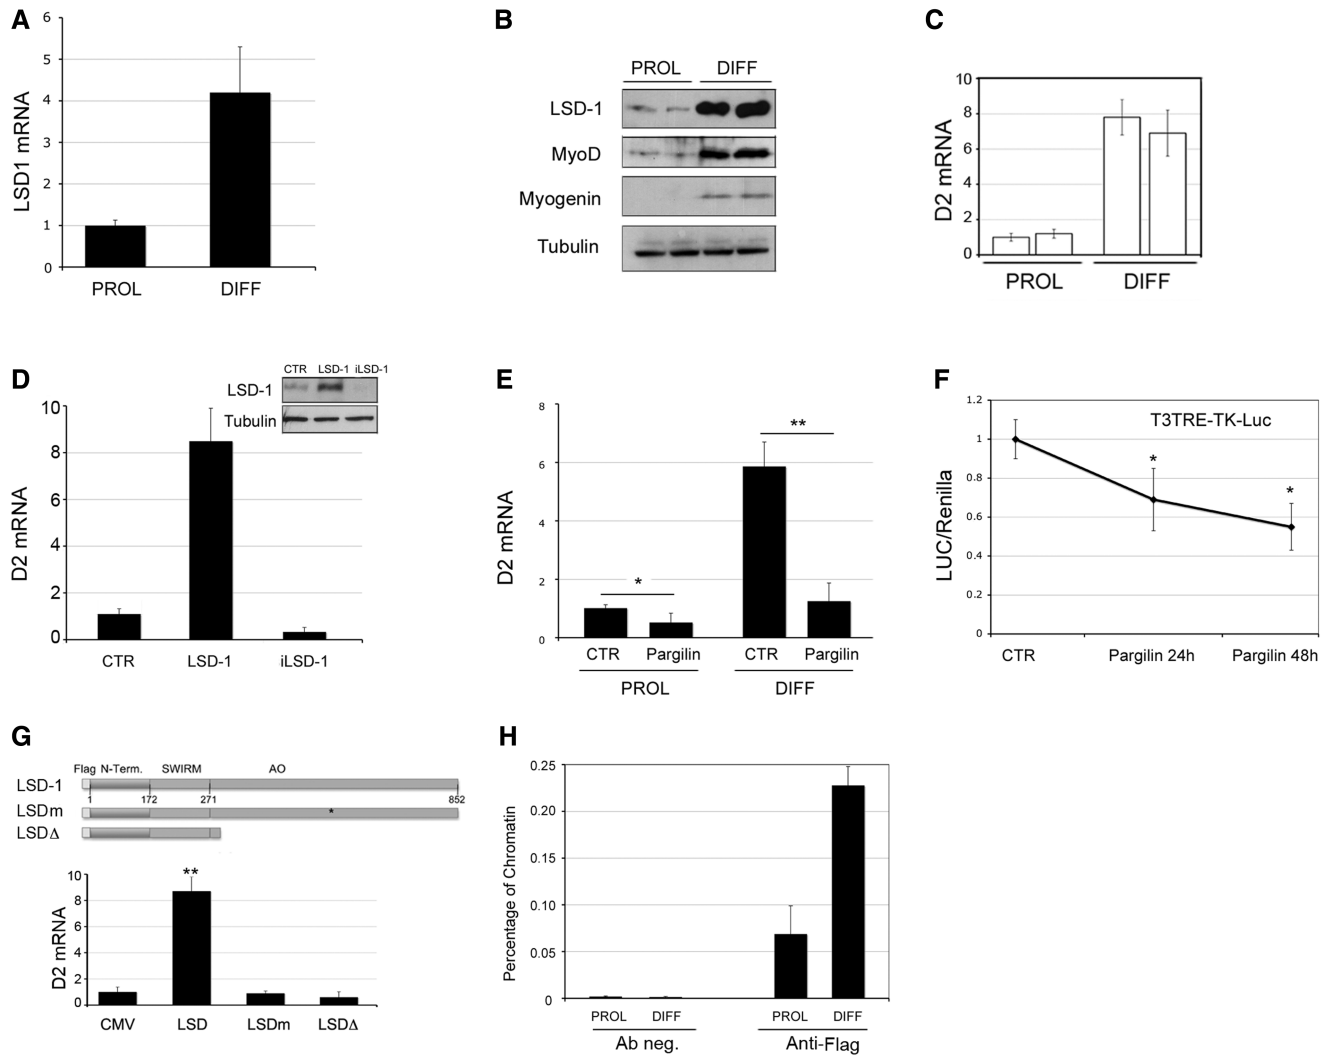 A
LSD1 mRNA
6
5
4
3
2
1
0
PROL DIFF
B
PROL DIFF
LSD-1
MyoD
Myogenin
Tubulin
C
D2 mRNA
10
8
6
4
2
0
PROL DIFF
D
CTR LSD-1 iLSD-1
LSD-1
Tubulin
D2 mRNA
10
8
6
4
2
0
CTR LSD-1 iLSD-1
E
D2 mRNA
8
6
4
2
0
*
**
CTR Pargilin CTR Pargilin
PROL DIFF
F
T3TRE-TK-Luc
LUC/Renilla
1.2
1
0.8
0.6
0.4
0.2
0
*
*
CTR Pargilin 24h Pargilin 48h
G
Flag N-Term. SWIRM AO
LSD-1
1 172 271 852
LSDm *
LSDΔ
D2 mRNA
10
8
6
4
2
0
**
CMV LSD LSDm LSDΔ
H
Percentage of Chromatin
0.25
0.20
0.15
0.10
0.05
0
PROL DIFF PROL DIFF
Ab neg. Anti-Flag